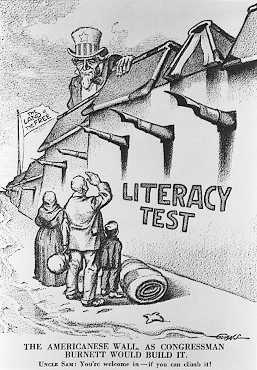 THE
LAND of
THE FREE
LITERACY
TEST
THE AMERICANESE WALL, AS CONGRESSMAN
BURNETT WOULD BUILD IT.
UNCLE SAM: You're welcome in—if you can climb it!